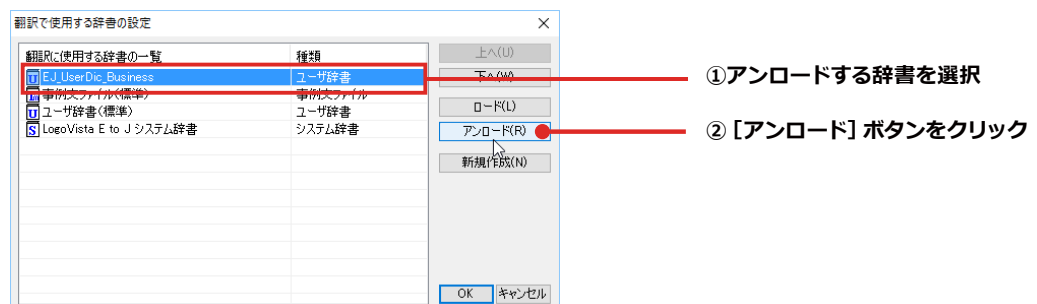 翻訳で使用する辞書の設定
翻訳に使用する辞書の一覧 種類
EJ_UserDic_Business ユーザ辞書
事例文ファイル(標準) 事例文ファイル
ユーザ辞書(標準) ユーザ辞書
LogoVista E to J システム辞書 システム辞書
上へ(U)
下へ(W)
ロード(L)
アンロード(R)
新規作成(N)
OK キャンセル
①アンロードする辞書を選択
②［アンロード］ボタンをクリック